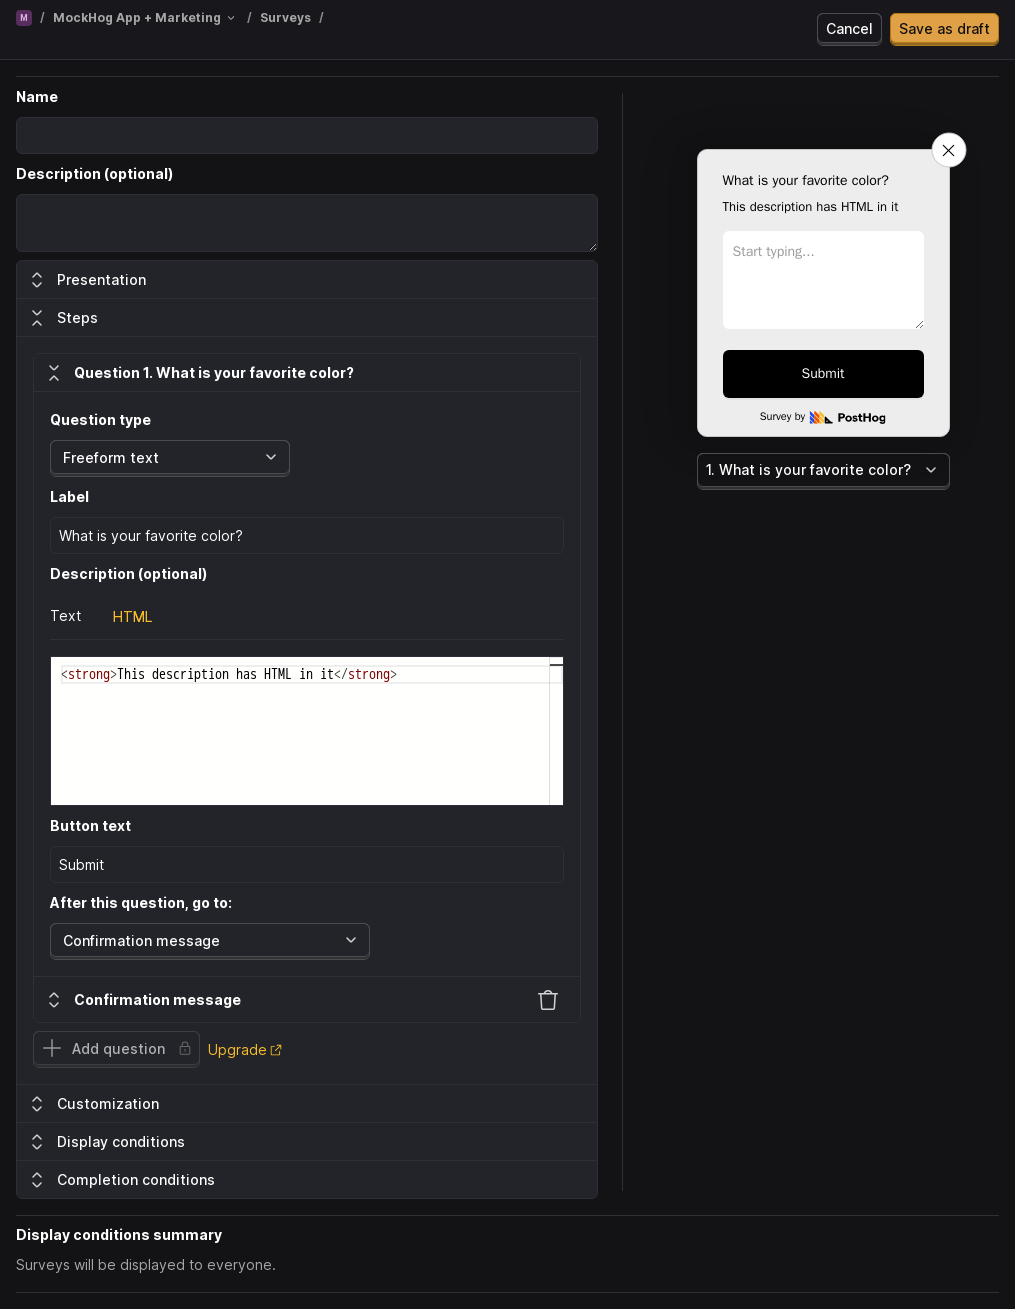 M / MockHog App + Marketing / Surveys /
Cancel
Save as draft
Name
Description (optional)
Presentation
Steps
Question 1. What is your favorite color?
Question type
Freeform text
Label
What is your favorite color?
Description (optional)
Text
HTML
<strong>This description has HTML in it</strong>
Button text
Submit
After this question, go to:
Confirmation message
Confirmation message
Add question
Upgrade
Customization
Display conditions
Completion conditions
What is your favorite color?
This description has HTML in it
Start typing...
Submit
Survey by PostHog
1. What is your favorite color?
Display conditions summary
Surveys will be displayed to everyone.